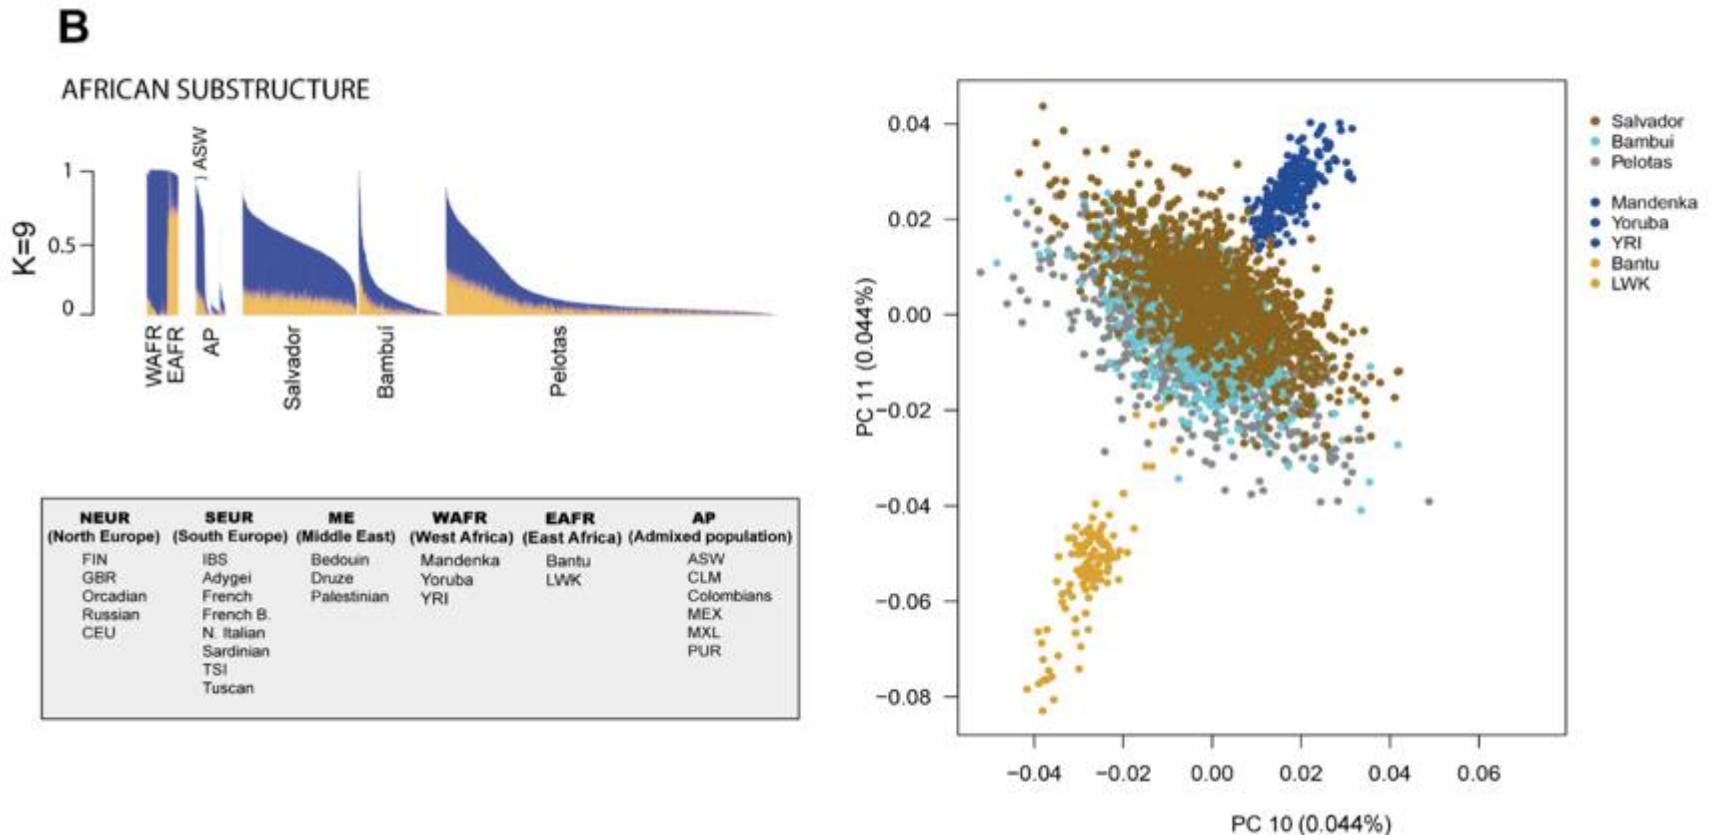 B
AFRICAN SUBSTRUCTURE
K=9
1
0.5
0
ASW
WAFR
EAFR
AP
Salvador
Bambuí
Pelotas
NEUR SEUR ME WAFR EAFR AP
(North Europe) (South Europe) (Middle East) (West Africa) (East Africa) (Admixed population)
FIN IBS Bedouin Mandenka Bantu ASW
GBR Adygei Druze Yoruba LWK CLM
Orcadian French Palestinian YRI Colombians
Russian French B. MEX
CEU N. Italian MXL
Sardinian PUR
TSI
Tuscan
PC 11 (0.044%)
0.04
0.02
0.00
−0.02
−0.04
−0.06
−0.08
−0.04 −0.02 0.00 0.02 0.04 0.06
PC 10 (0.044%)
Salvador
Bambui
Pelotas
Mandenka
Yoruba
YRI
Bantu
LWK